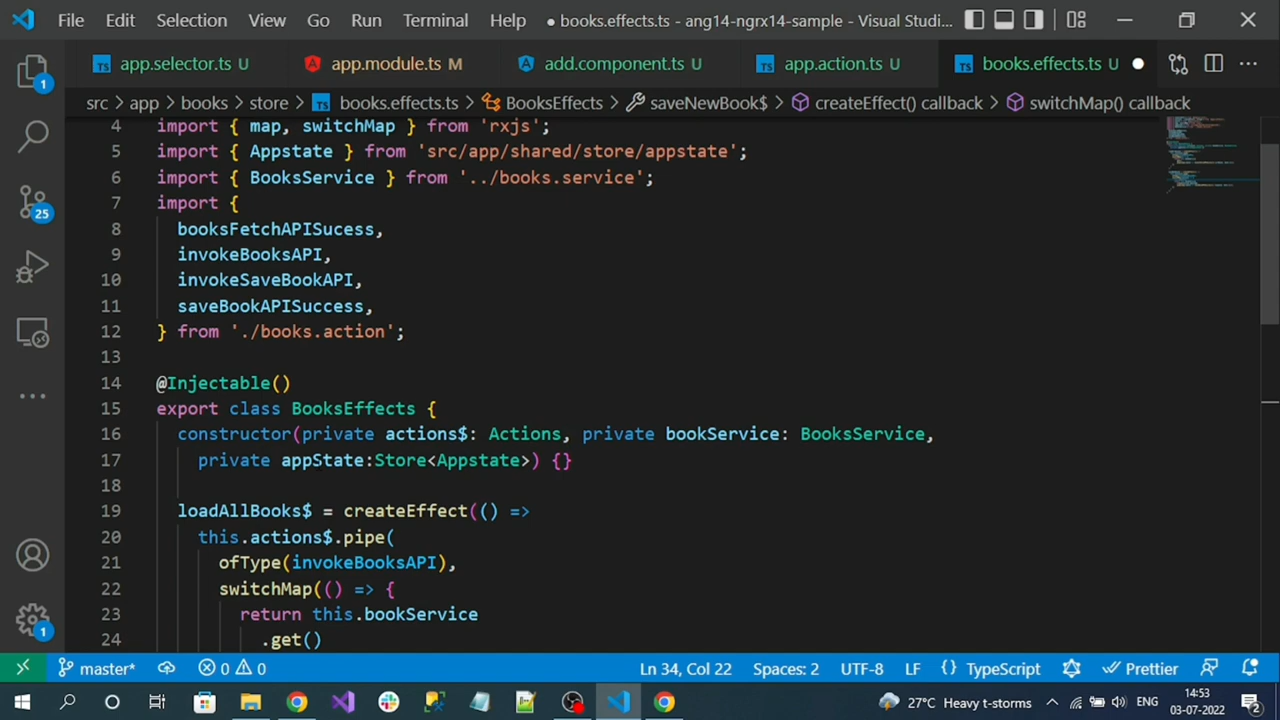 File Edit Selection View Go Run Terminal Help ● books.effects.ts - ang14-ngrx14-sample - Visual Studi...
TS app.selector.ts U app.module.ts M add.component.ts U TS app.action.ts U TS books.effects.ts U ●
src > app > books > store > TS books.effects.ts > BooksEffects > saveNewBook$ > createEffect() callback > switchMap() callback
4 import { map, switchMap } from 'rxjs';
5 import { Appstate } from 'src/app/shared/store/appstate';
6 import { BooksService } from '../books.service';
7 import {
8 booksFetchAPISucess,
9 invokeBooksAPI,
10 invokeSaveBookAPI,
11 saveBookAPISuccess,
12 } from './books.action';
13
14 @Injectable()
15 export class BooksEffects {
16 constructor(private actions$: Actions, private bookService: BooksService,
17 private appState:Store<Appstate>) {}
18
19 loadAllBooks$ = createEffect(() =>
20 this.actions$.pipe(
21 ofType(invokeBooksAPI),
22 switchMap(() => {
23 return this.bookService
24 .get()
1
25
1
master* 0 0 Ln 34, Col 22 Spaces: 2 UTF-8 LF {} TypeScript Prettier
27°C Heavy t-storms ENG 14:53
03-07-2022 2